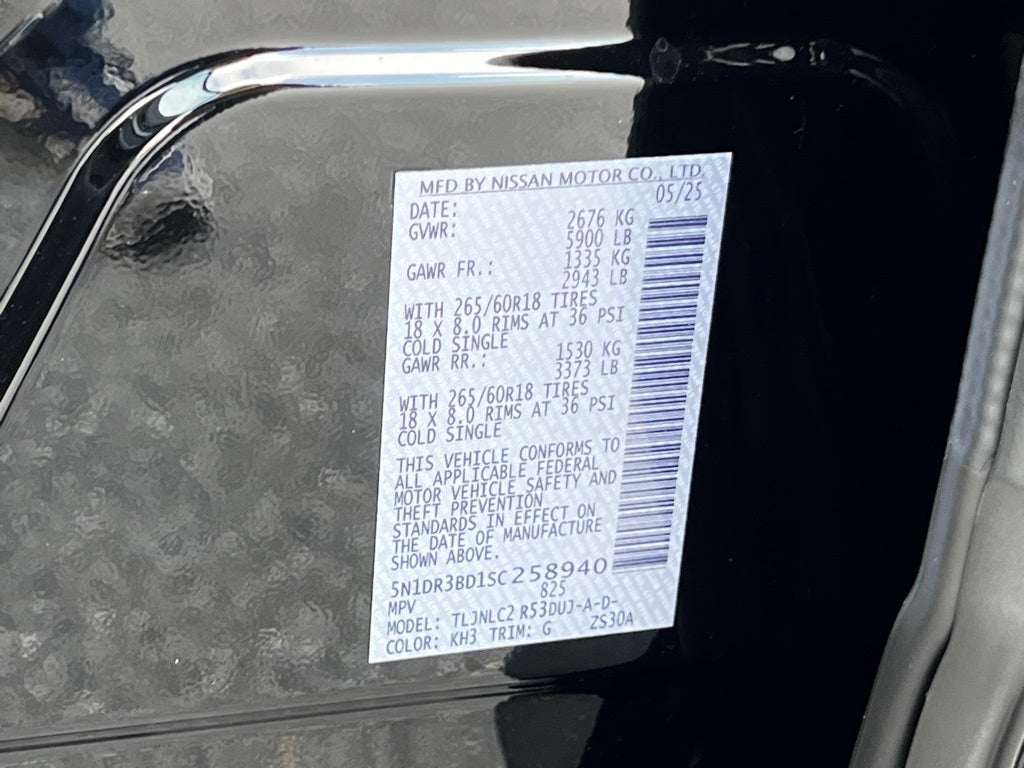 MFD BY NISSAN MOTOR CO., LTD.
DATE: 05/25
GVWR: 2676 KG
5900 LB
GAWR FR.: 1335 KG
2943 LB
WITH 265/60R18 TIRES
18 X 8.0 RIMS AT 36 PSI
COLD SINGLE
GAWR RR.: 1530 KG
3373 LB
WITH 265/60R18 TIRES
18 X 8.0 RIMS AT 36 PSI
COLD SINGLE
THIS VEHICLE CONFORMS TO
ALL APPLICABLE FEDERAL
MOTOR VEHICLE SAFETY AND
THEFT PREVENTION
STANDARDS IN EFFECT ON
THE DATE OF MANUFACTURE
SHOWN ABOVE.
5N1DR3BD1SC258940
MPV 825
MODEL: TLJNLC2 R53DUJ-A-D-
COLOR: KH3 TRIM: G ZS30A